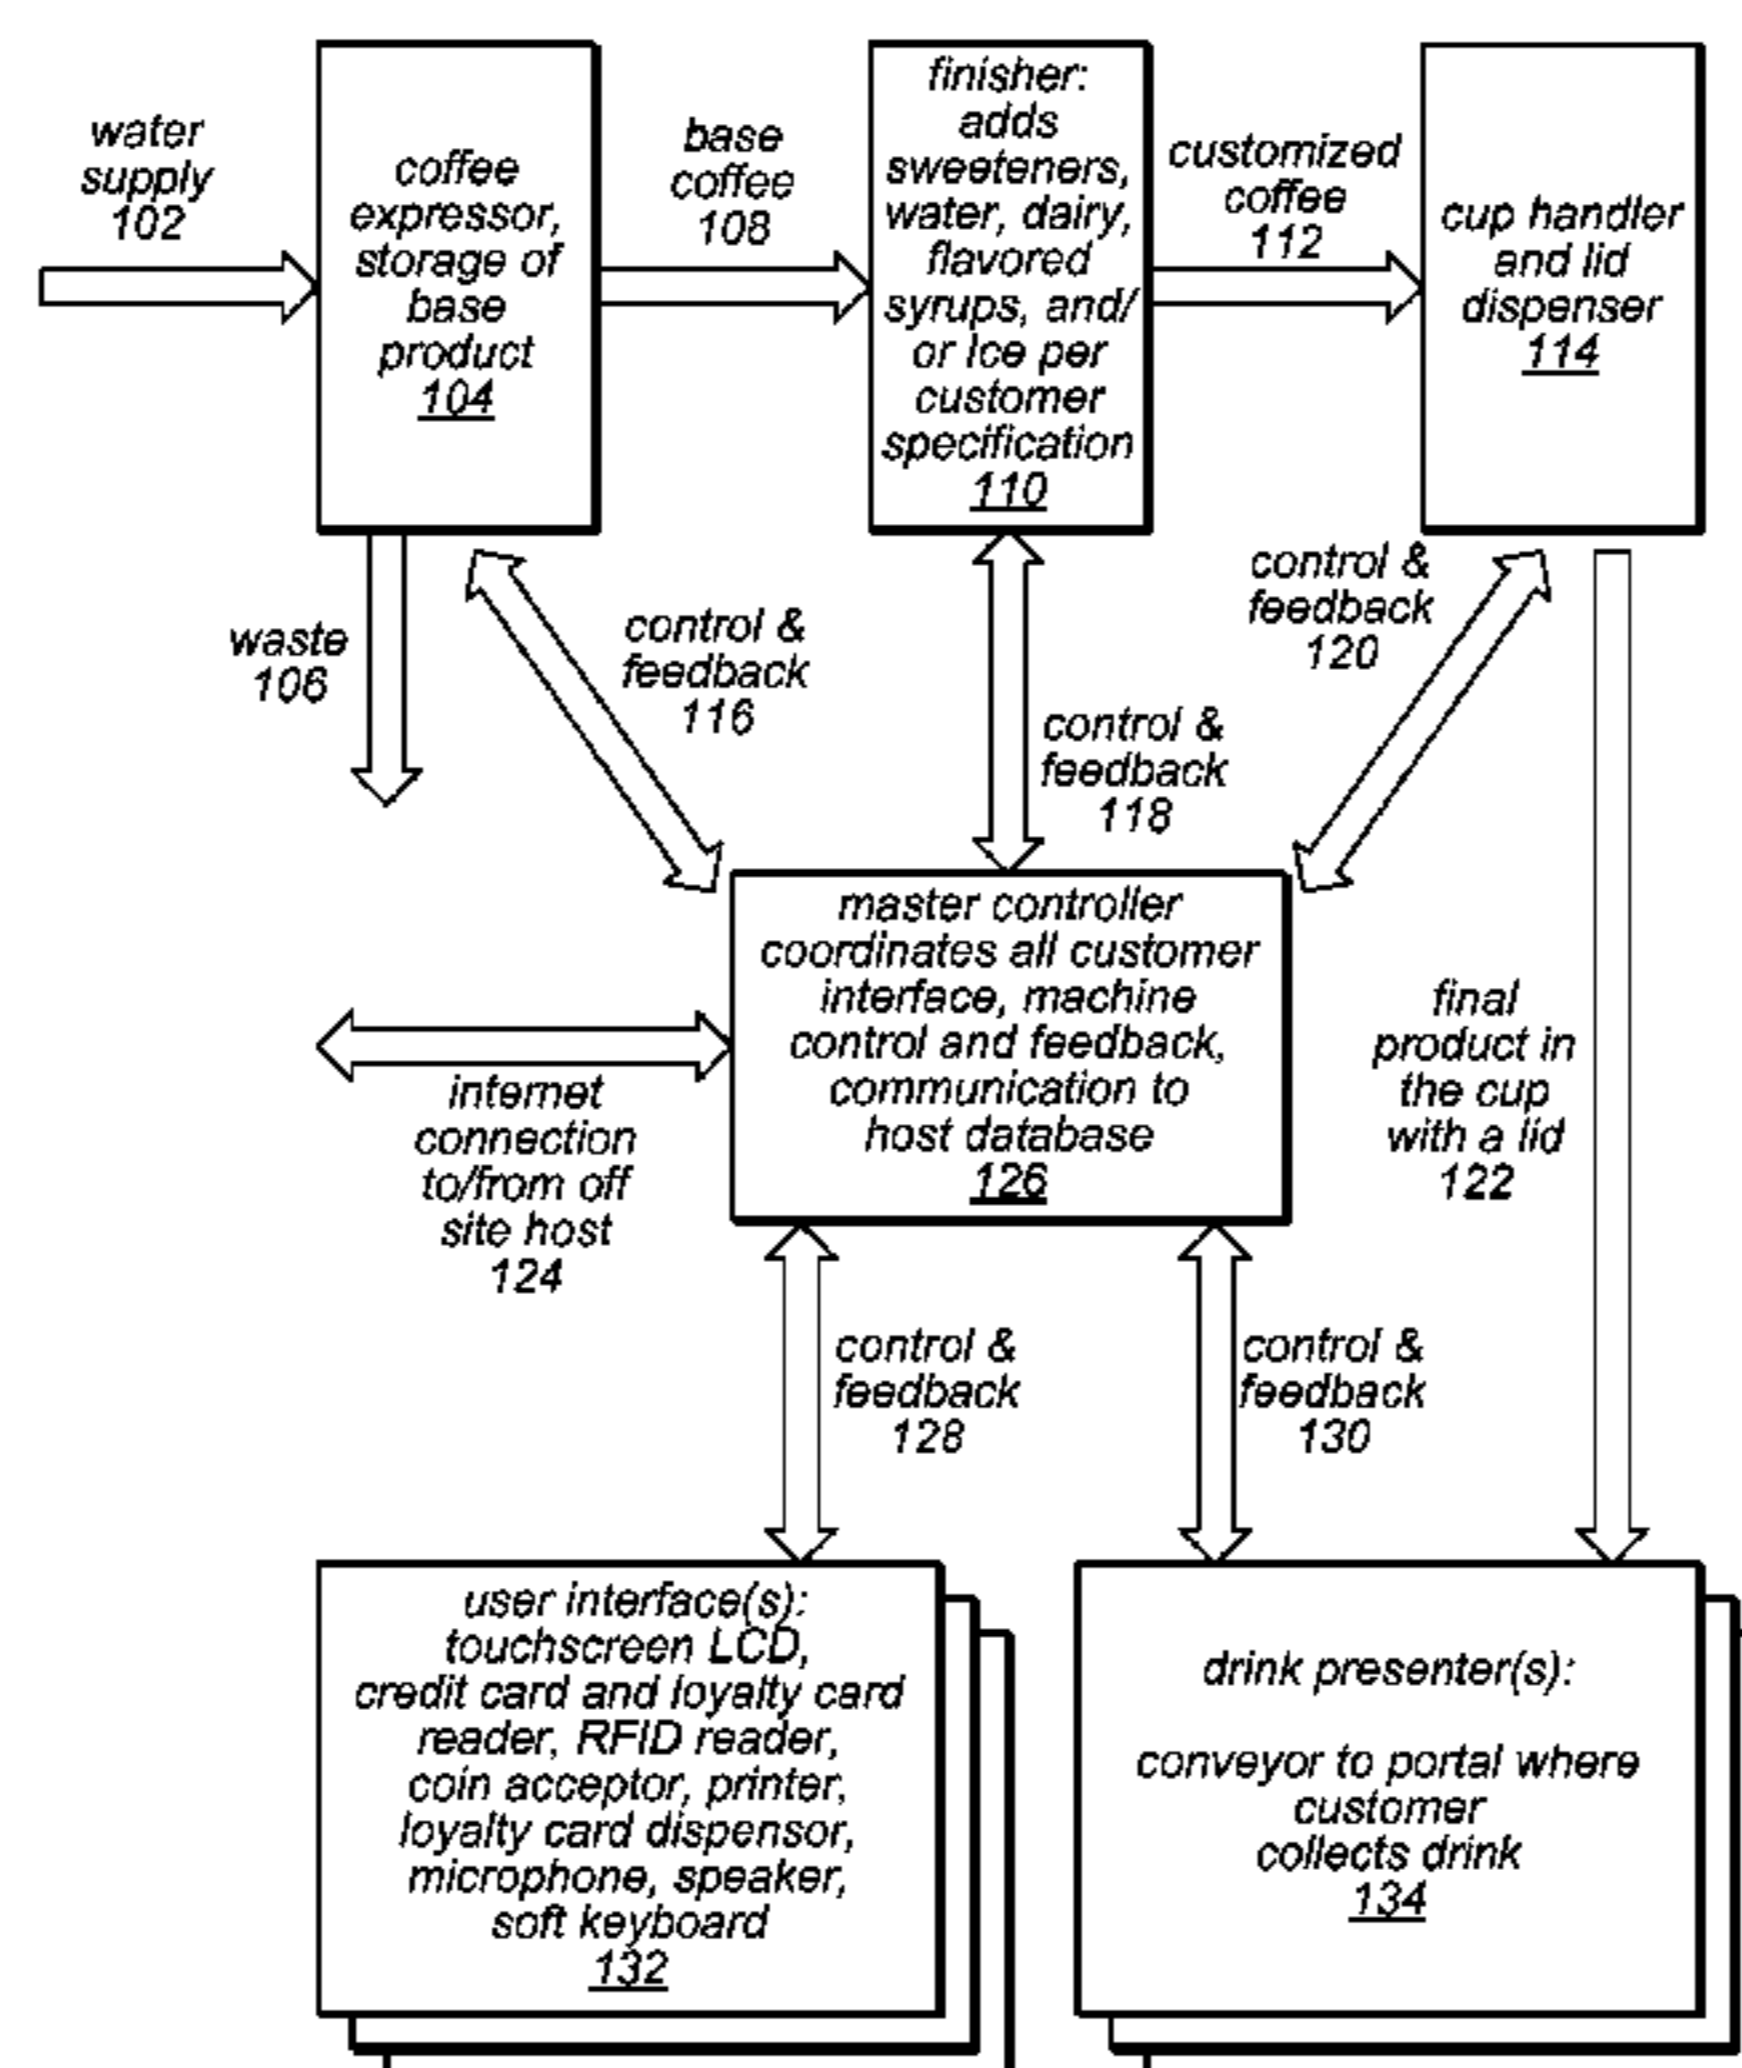 water
supply
102
coffee
expressor,
storage of
base
product
104
base
coffee
108
finisher:
adds
sweeteners,
water, dairy,
flavored
syrups, and/
or Ice per
customer
specification
110
customized
coffee
112
cup handler
and lid
dispenser
114
waste
106
control &
feedback
116
control &
feedback
118
control &
feedback
120
master controller
coordinates all customer
interface, machine
control and feedback,
communication to
host database
126
internet
connection
to/from off
site host
124
final
product in
the cup
with a lid
122
control &
feedback
128
control &
feedback
130
user interface(s):
touchscreen LCD,
credit card and loyalty card
reader, RFID reader,
coin acceptor, printer,
loyalty card dispensor,
microphone, speaker,
soft keyboard
132
drink presenter(s):
conveyor to portal where
customer
collects drink
134